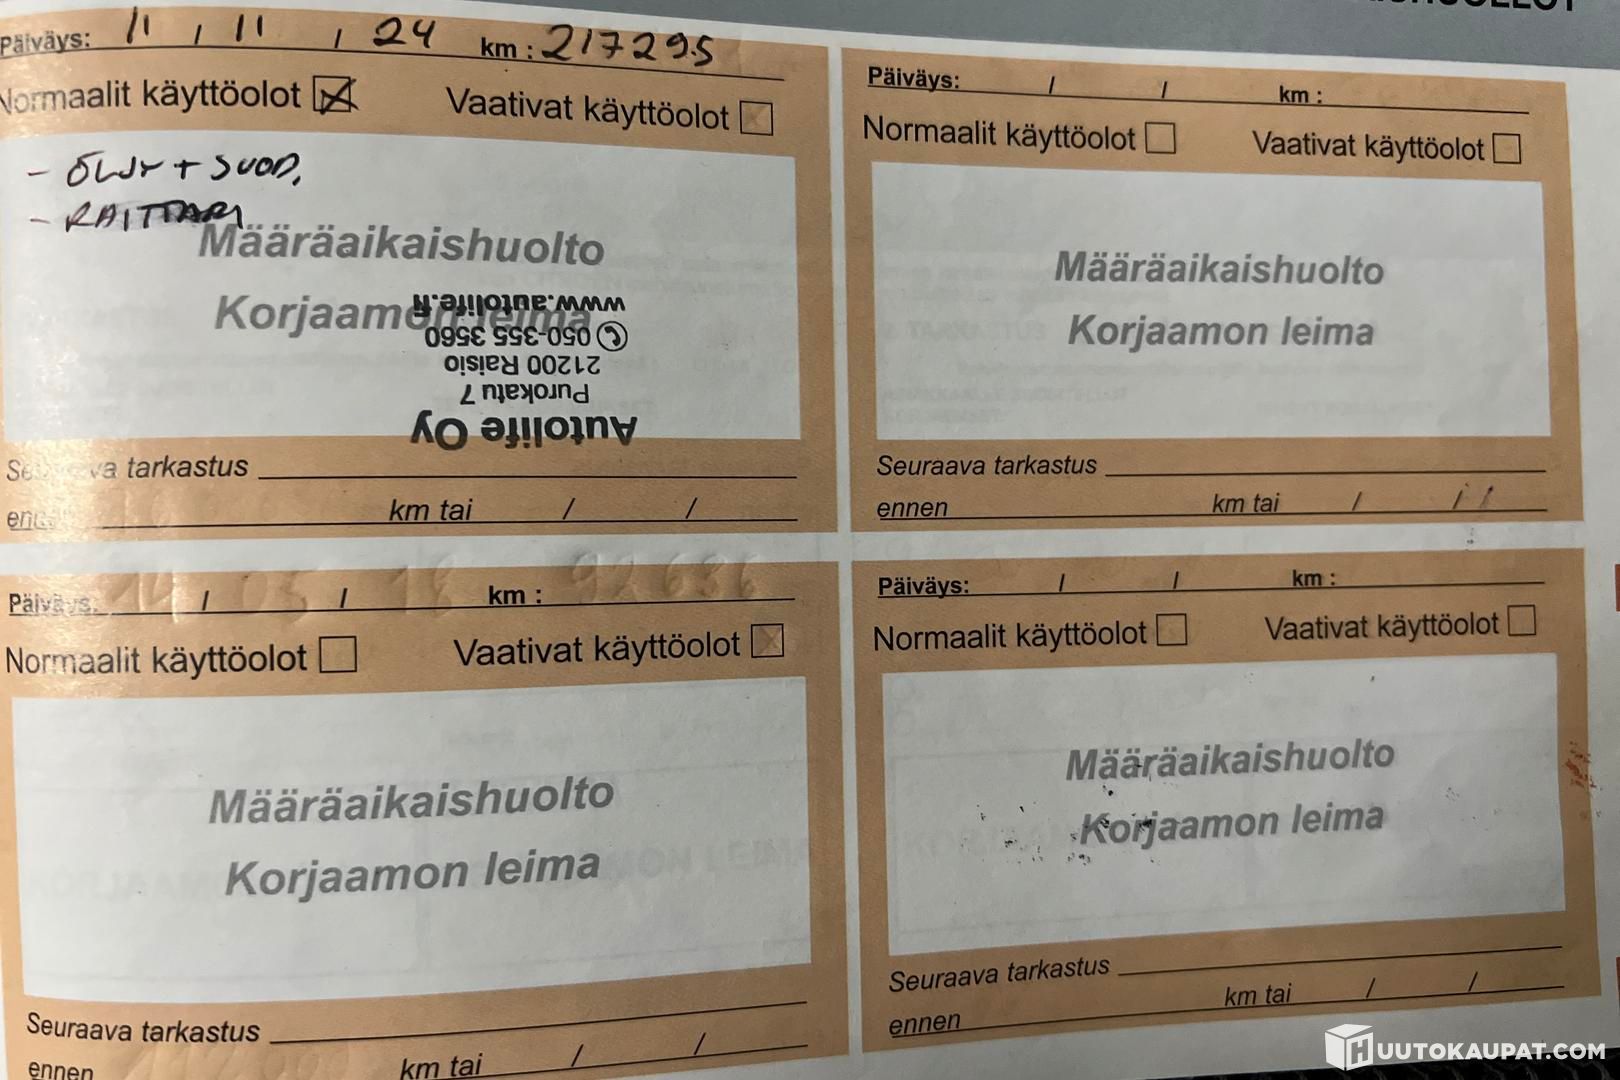 Päiväys: 11 / 11 / 24 km : 217295
Normaalit käyttöolot Vaativat käyttöolot
- ÖLJY + SUOD.
- RAITTARI
Määräaikaishuolto
Korjaamon leima
Autolife Oy
Purokatu 7
21200 Raisio
050-355 3560
www.autolife.fi
Seuraava tarkastus
ennen km tai / /
Päiväys: / / km :
Normaalit käyttöolot Vaativat käyttöolot
Määräaikaishuolto
Korjaamon leima
Seuraava tarkastus
ennen km tai / /
Päiväys: / / km :
Normaalit käyttöolot Vaativat käyttöolot
Määräaikaishuolto
Korjaamon leima
Seuraava tarkastus
ennen km tai / /
Päiväys: / / km :
Normaalit käyttöolot Vaativat käyttöolot
Määräaikaishuolto
Korjaamon leima
Seuraava tarkastus
ennen km tai / /
HUUTOKAUPAT.COM